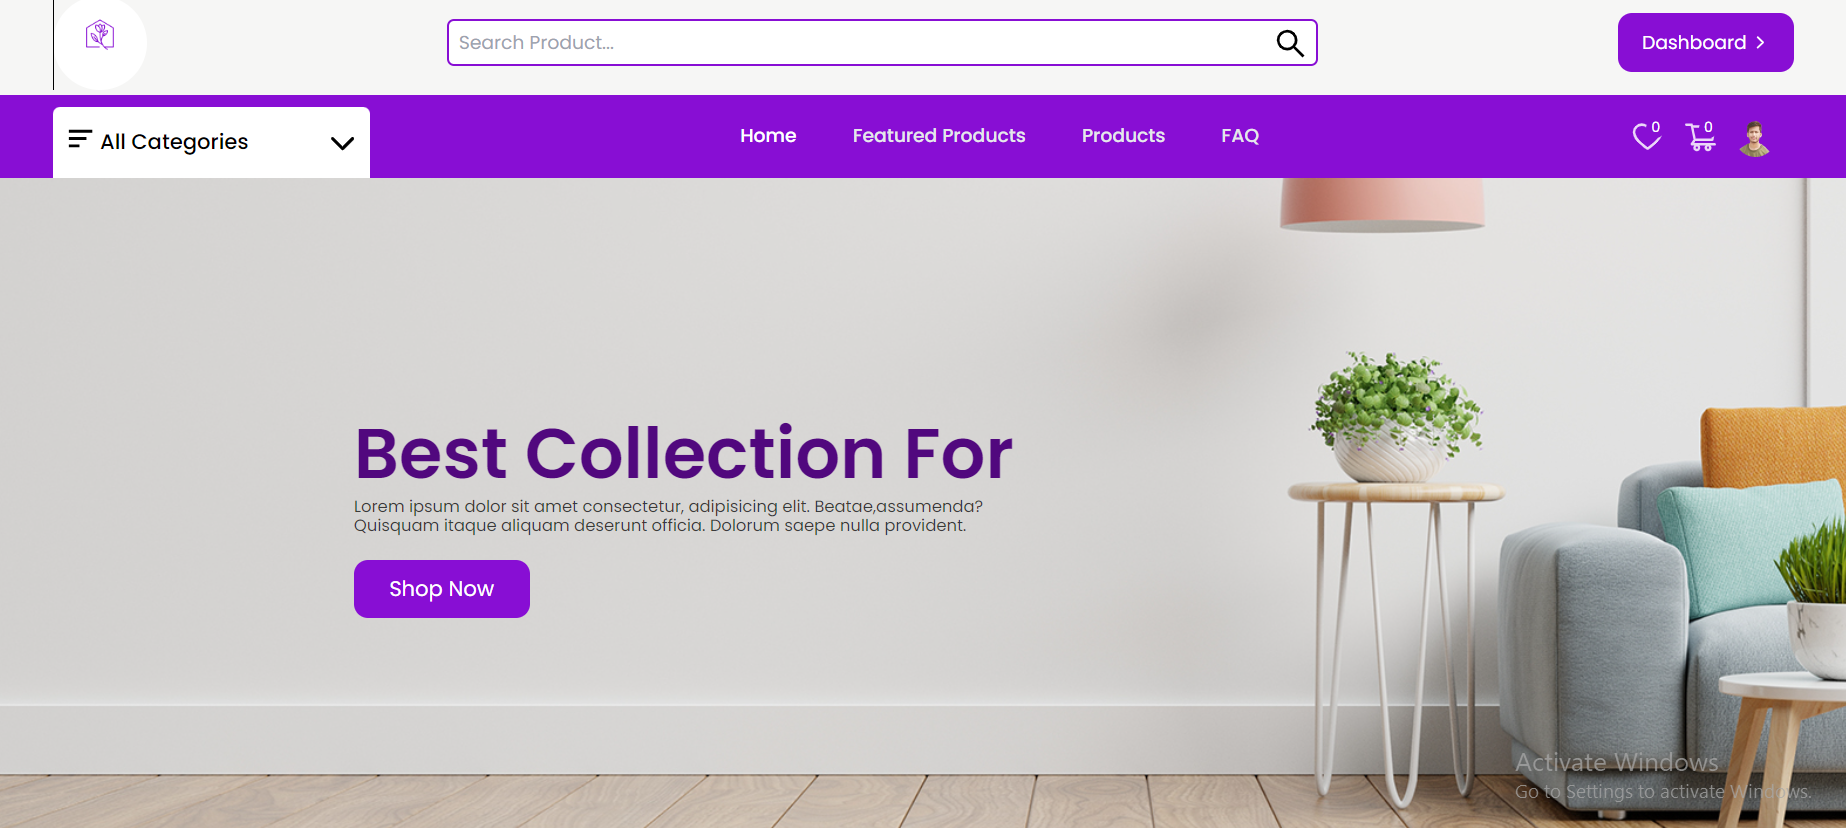 Search Product...
Dashboard
All Categories
Home
Featured Products
Products
FAQ
0
0
Best Collection For
Lorem ipsum dolor sit amet consectetur, adipisicing elit. Beatae,assumenda?
Quisquam itaque aliquam deserunt officia. Dolorum saepe nulla provident.
Shop Now
Activate Windows
Go to Settings to activate Windows.